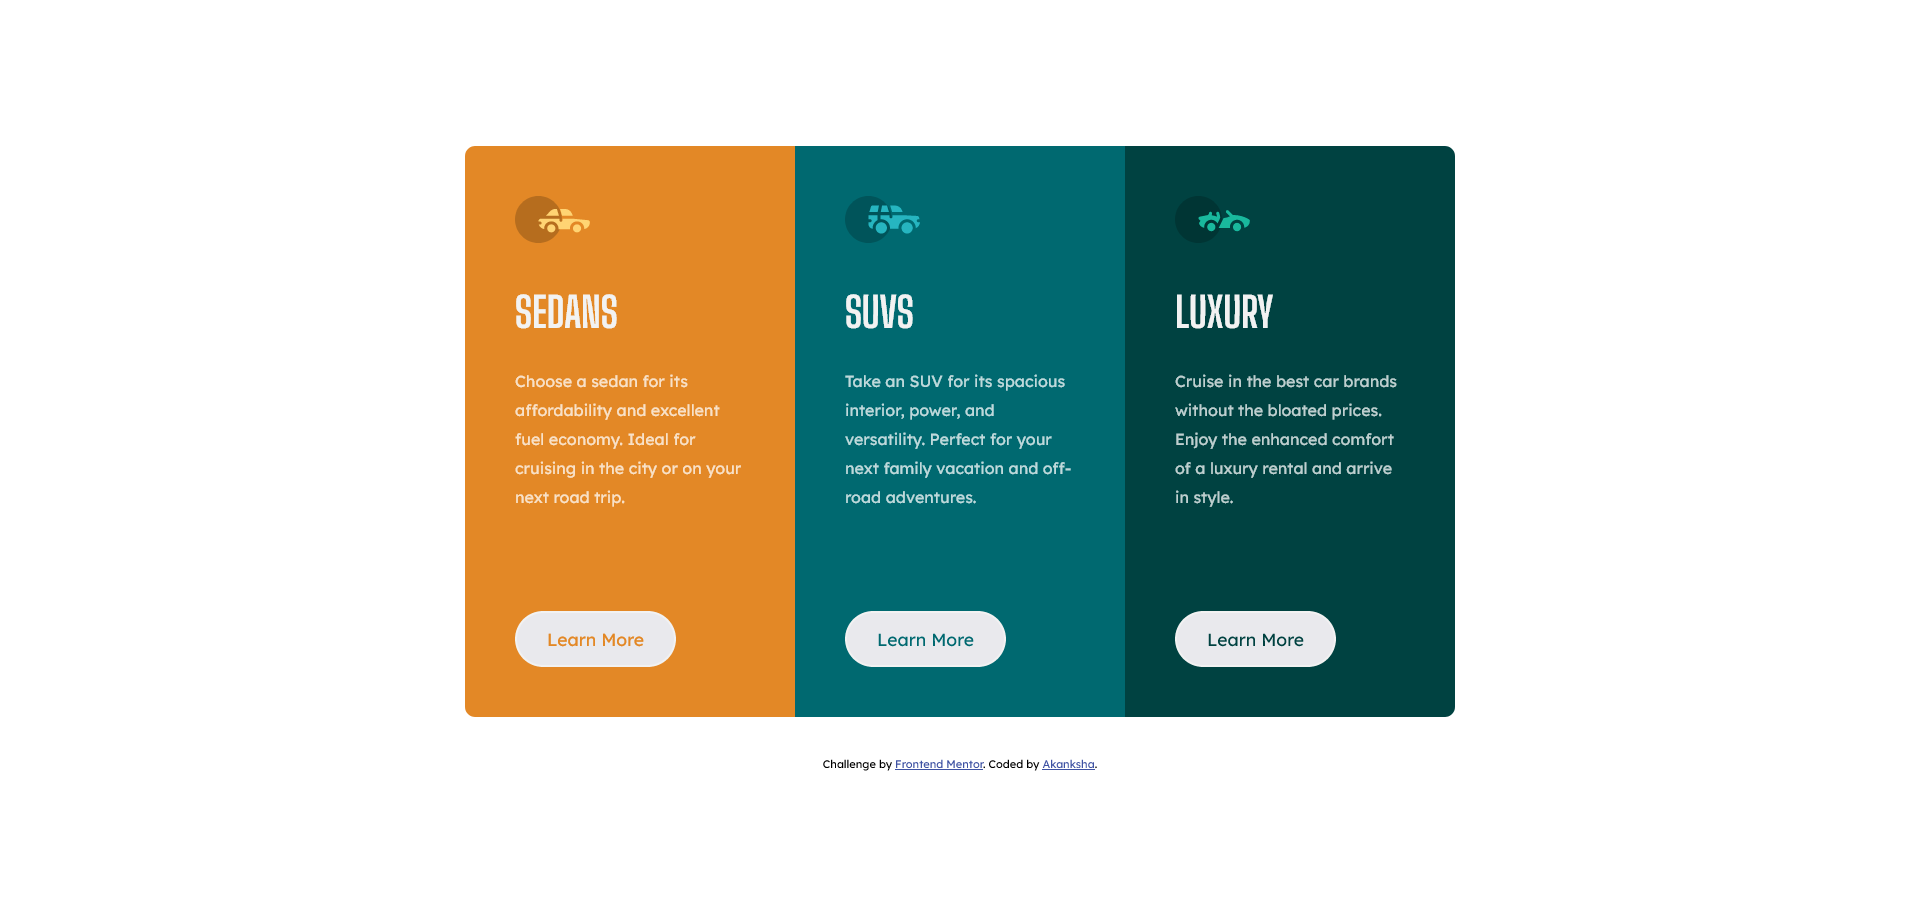 SEDANS
Choose a sedan for its
affordability and excellent
fuel economy. Ideal for
cruising in the city or on your
next road trip.
Learn More
SUVS
Take an SUV for its spacious
interior, power, and
versatility. Perfect for your
next family vacation and off-
road adventures.
Learn More
LUXURY
Cruise in the best car brands
without the bloated prices.
Enjoy the enhanced comfort
of a luxury rental and arrive
in style.
Learn More
Challenge by Frontend Mentor. Coded by Akanksha.